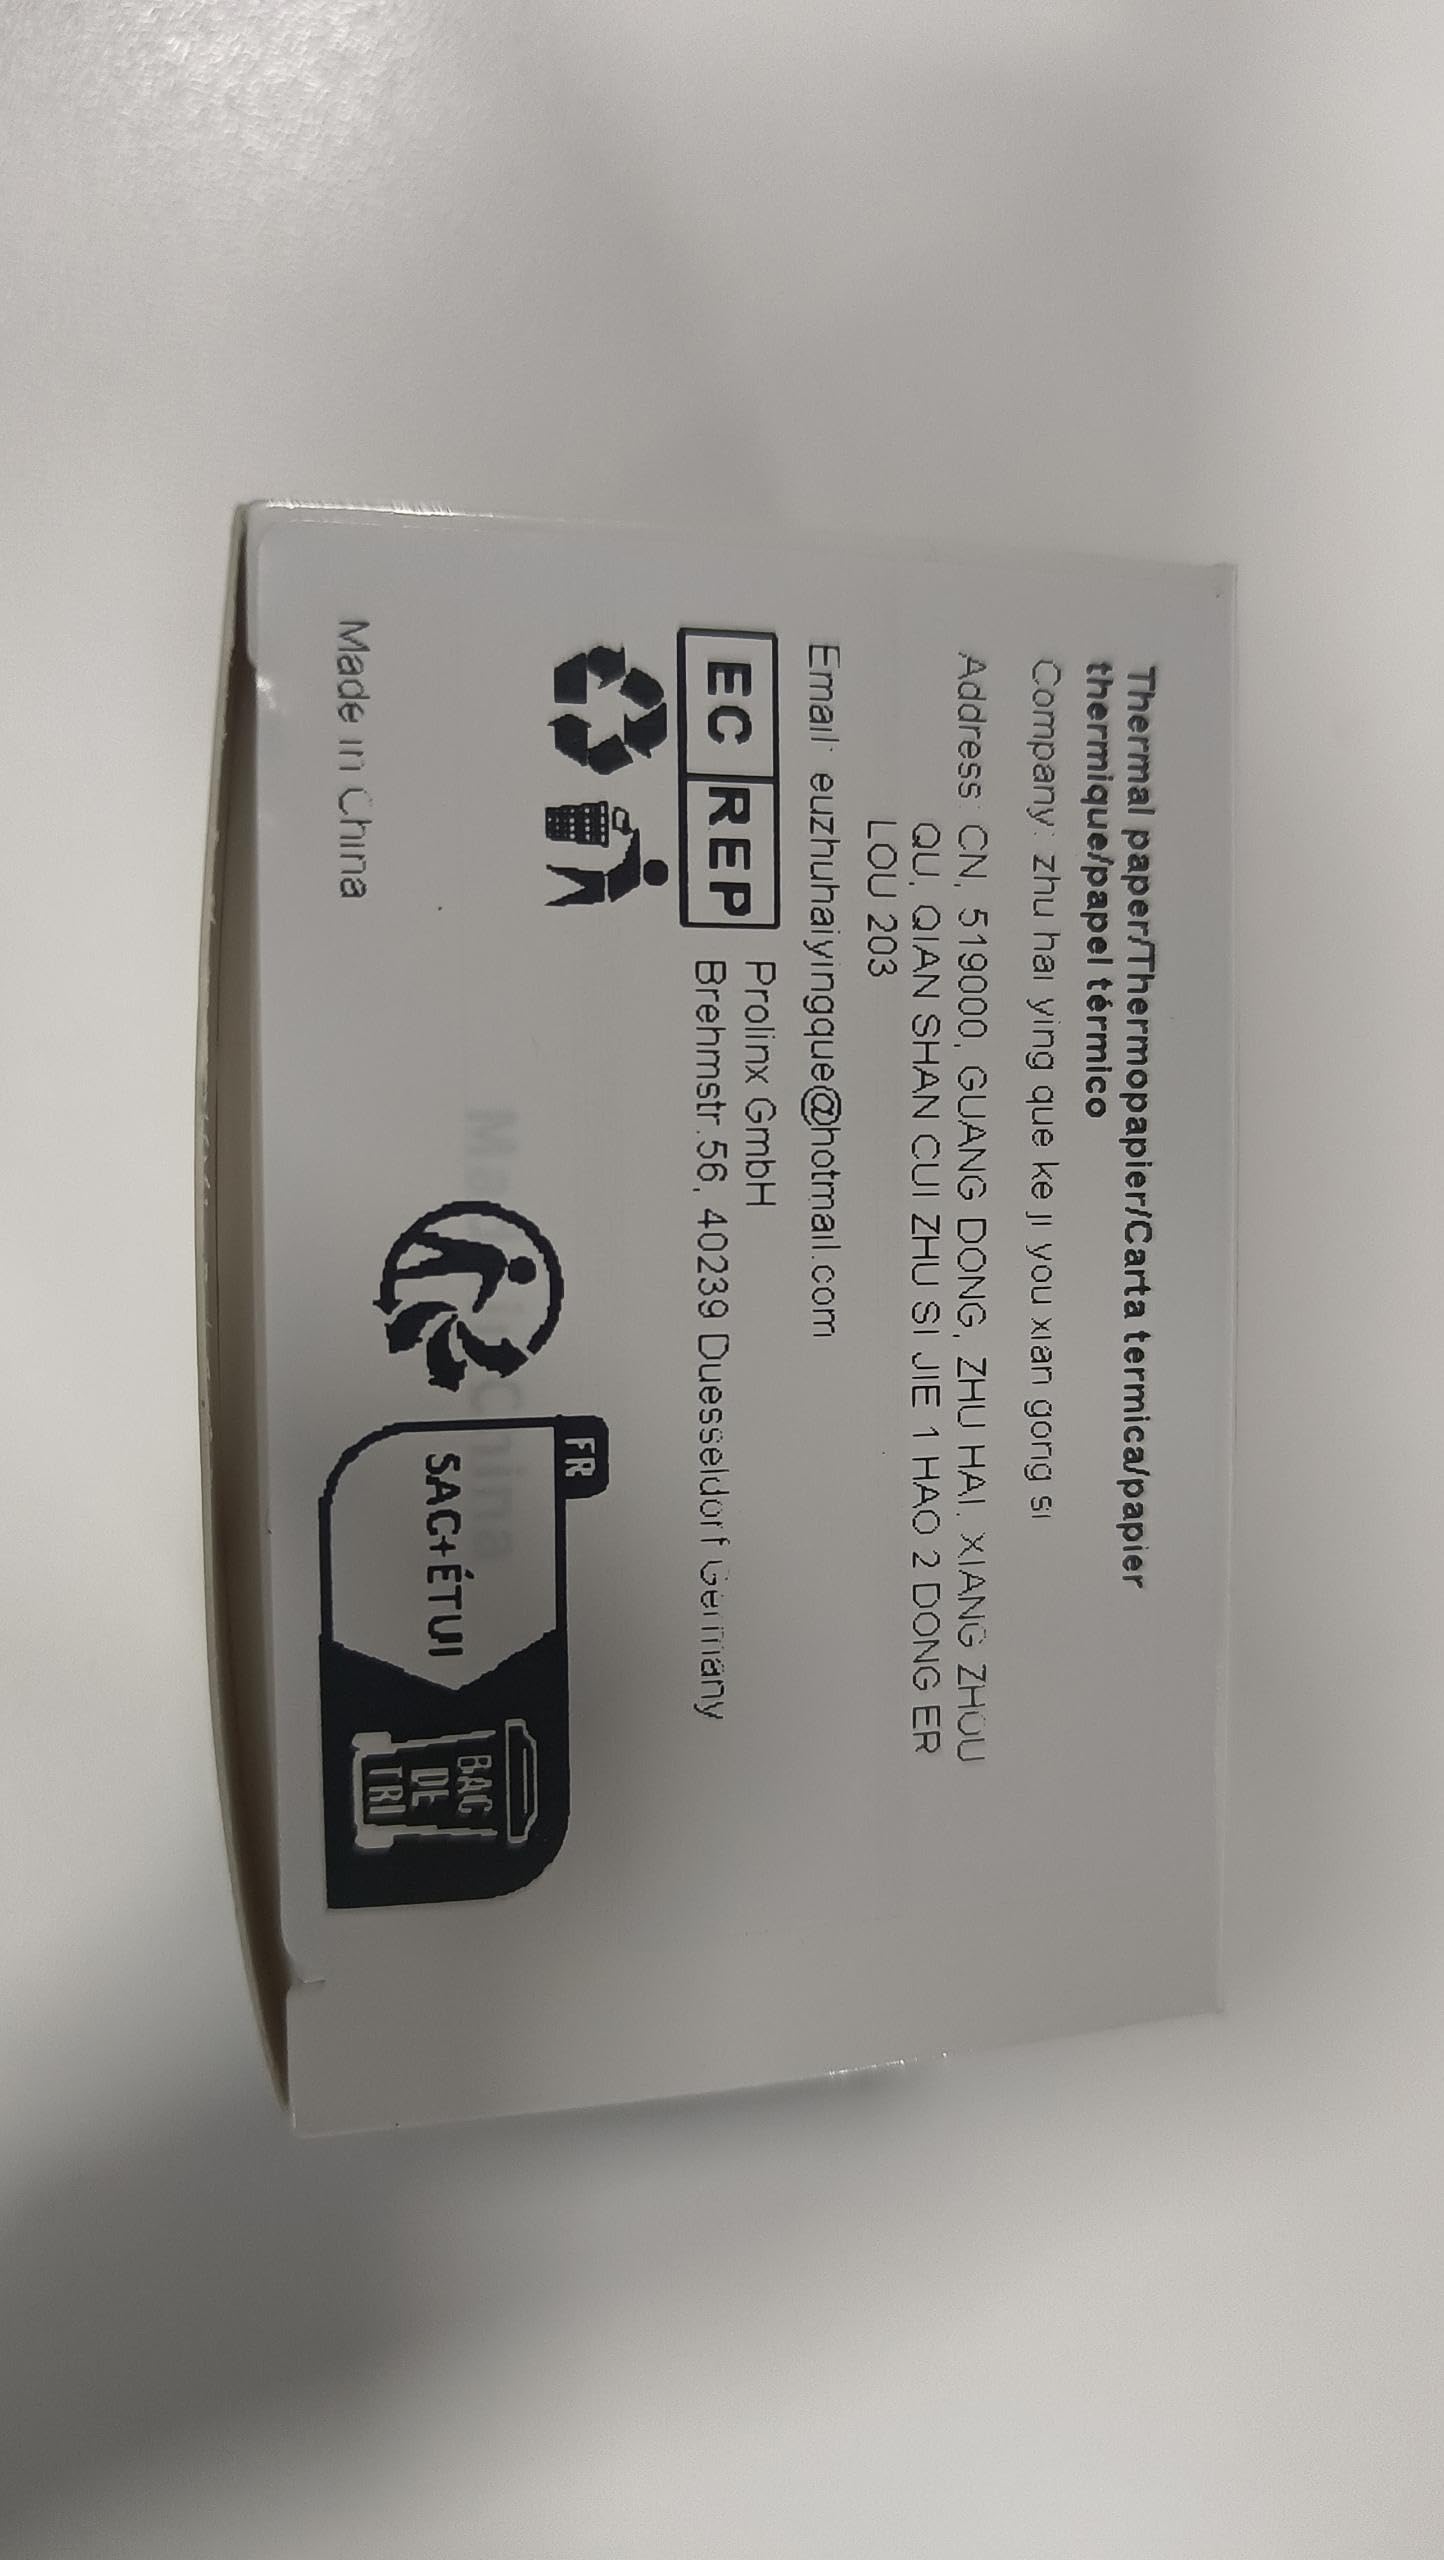 Thermal paper/Thermopapier/Carta termica/papier
thermique/papel térmico
Company: zhu hai ying que ke ji you xian gong si
Address: CN, 519000, GUANG DONG, ZHU HAI, XIANG ZHOU
QU, QIAN SHAN CUI ZHU SI JIE 1 HAO 2 DONG ER
LOU 203
Email: euzhuhaiyingque@hotmail.com
EC REP
Prolinx GmbH
Brehmstr.56, 40239 Duesseldorf Germany
FR
SAC+ÉTUI
BAC
DE
TRI
Made in China
Made in China